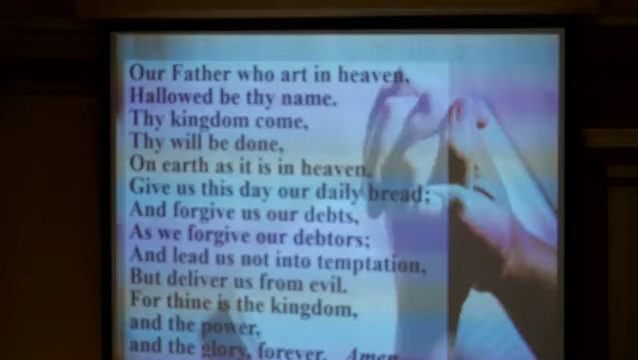 Our Father who art in heaven,
Hallowed be thy name.
Thy kingdom come,
Thy will be done,
On earth as it is in heaven.
Give us this day our daily bread;
And forgive us our debts,
As we forgive our debtors;
And lead us not into temptation,
But deliver us from evil.
For thine is the kingdom,
and the power,
and the glory, forever. Amen